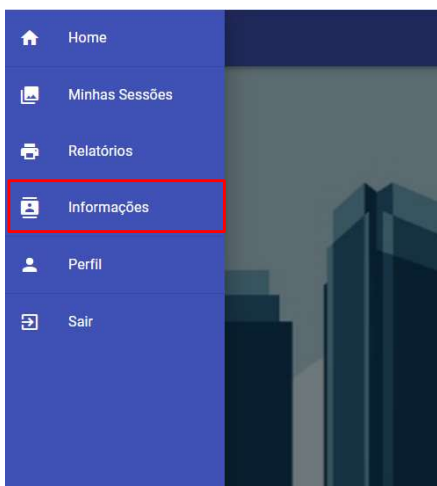 Home
Minhas Sessões
Relatórios
Informações
Perfil
Sair